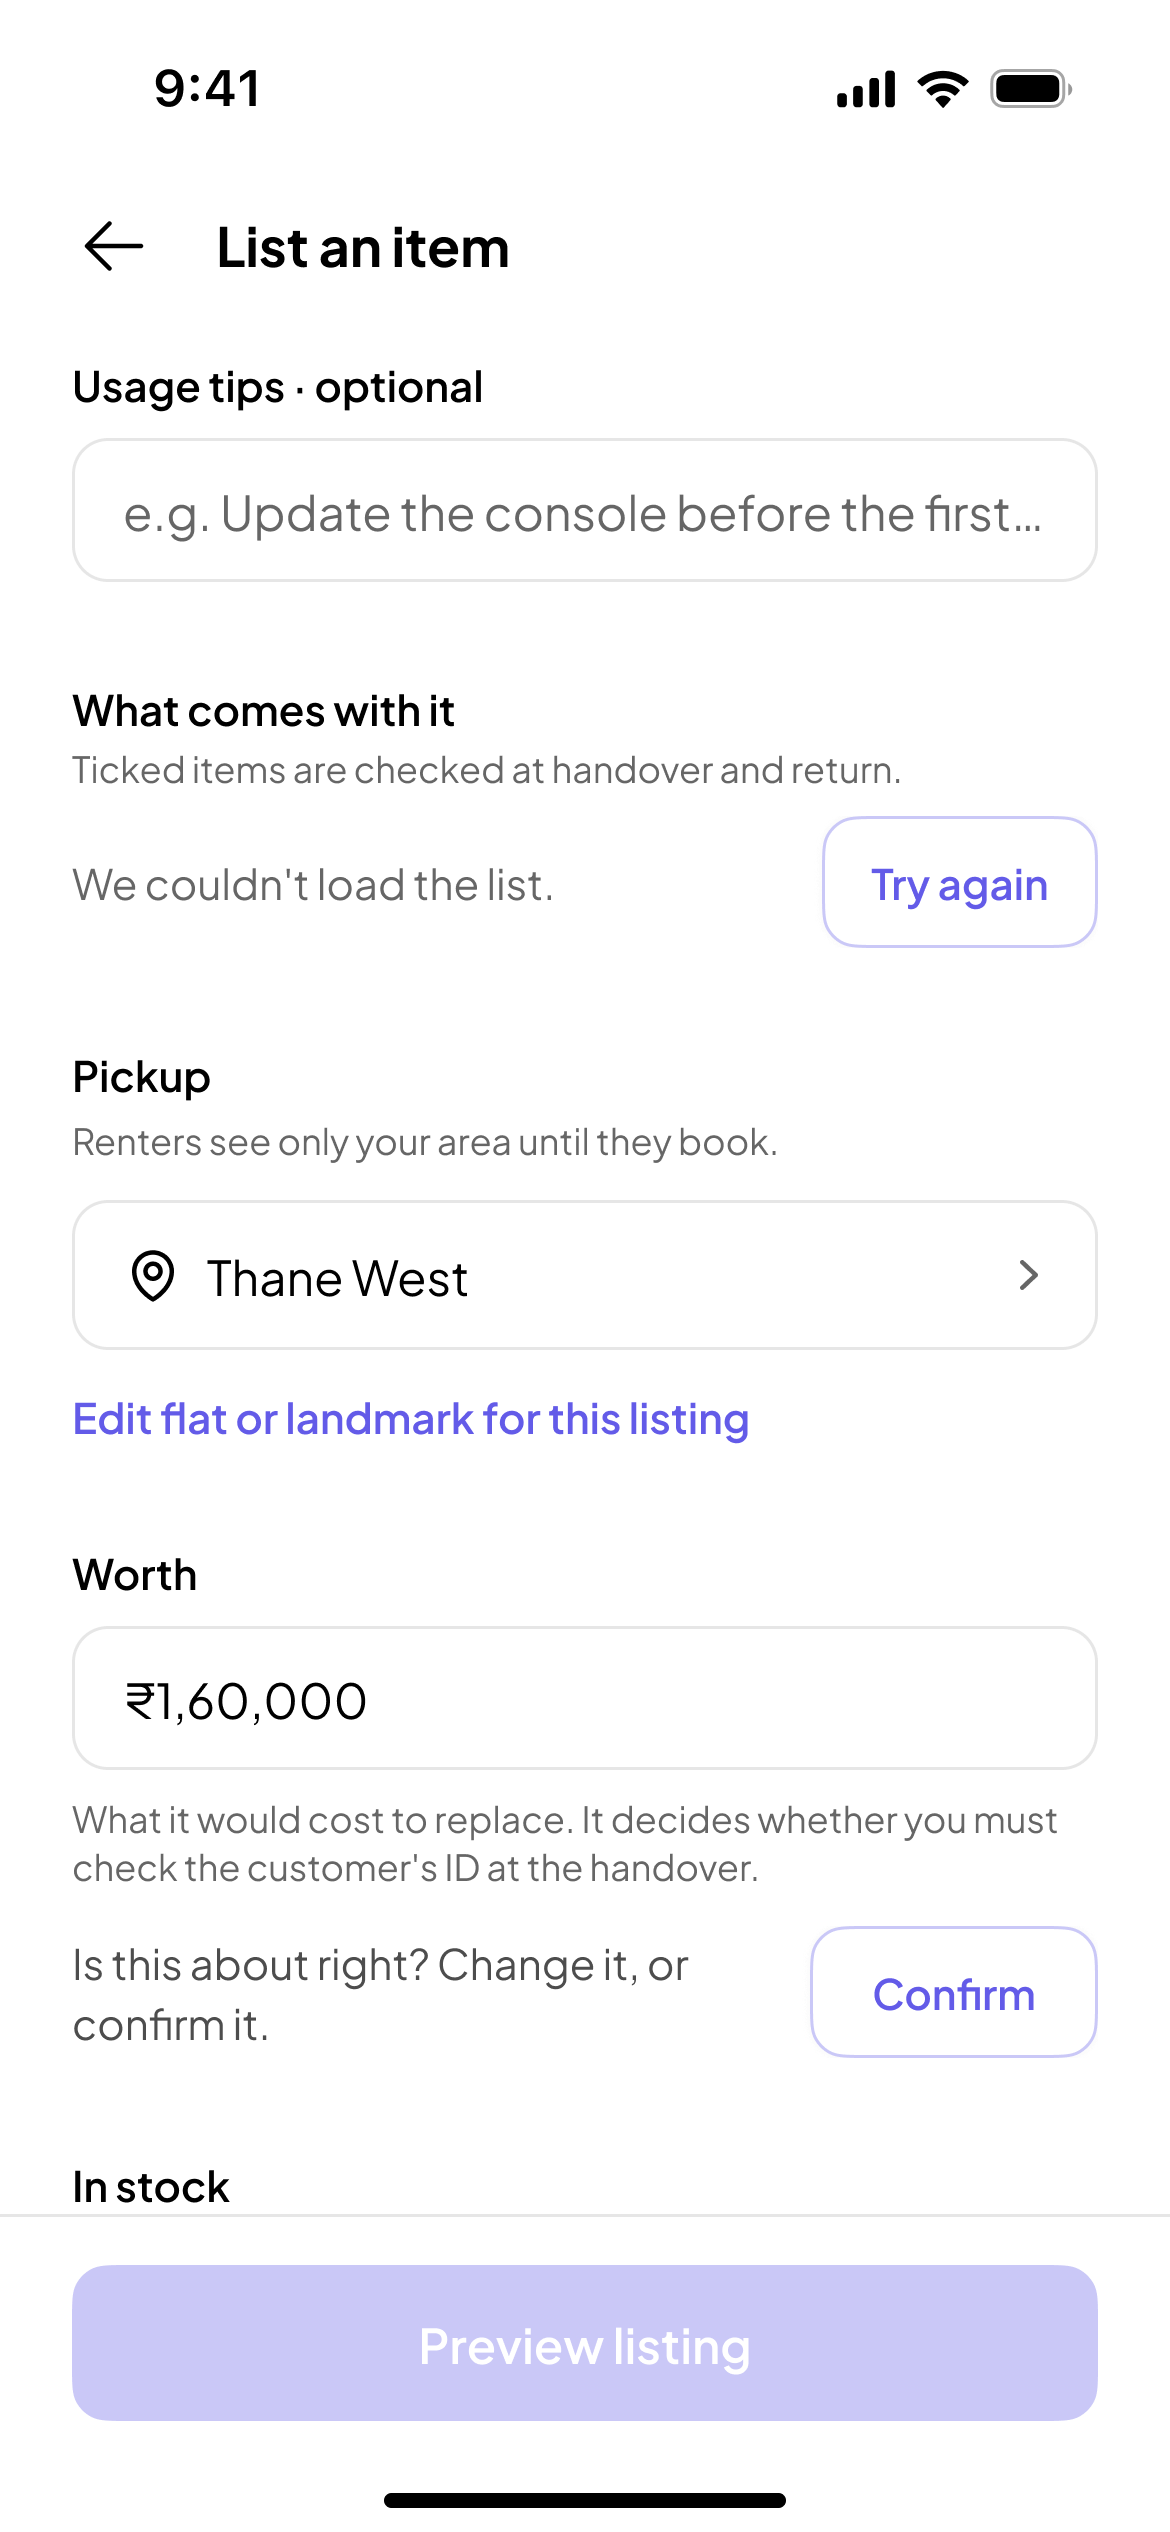 9:41
List an item
Usage tips · optional
e.g. Update the console before the first...
What comes with it
Ticked items are checked at handover and return.
We couldn't load the list.
Try again
Pickup
Renters see only your area until they book.
Thane West
Edit flat or landmark for this listing
Worth
₹1,60,000
What it would cost to replace. It decides whether you must
check the customer's ID at the handover.
Is this about right? Change it, or
confirm it.
Confirm
In stock
Preview listing